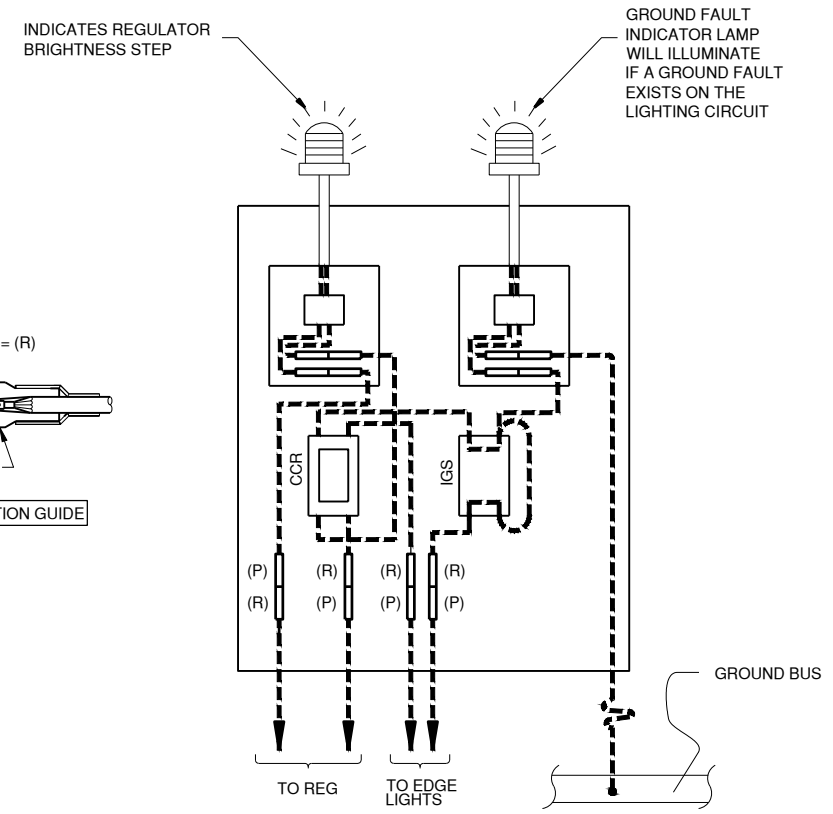 INDICATES REGULATOR
BRIGHTNESS STEP
GROUND FAULT
INDICATOR LAMP
WILL ILLUMINATE
IF A GROUND FAULT
EXISTS ON THE
LIGHTING CIRCUIT
= (R)
CCR
IGS
TION GUIDE
(P) (R) (R) (R)
(R) (P) (P) (P)
GROUND BUS
TO REG
TO EDGE
LIGHTS